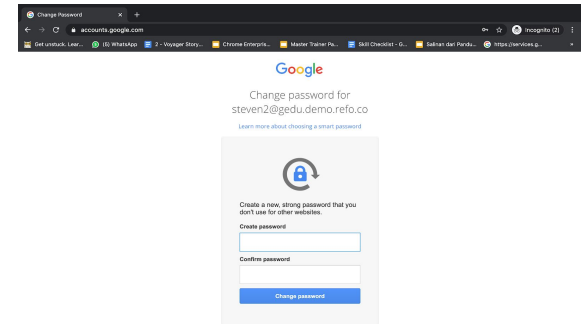 Change Password
accounts.google.com
Incognito (2)
Get unstuck. Lear...
(5) WhatsApp
2 - Voyager Story...
Chrome Enterpris...
Master Trainer Pa...
Skill Checklist - G...
Salinan dari Pandu...
https://services.g...
»
Google
Change password for
steven2@gedu.demo.refo.co
Learn more about choosing a smart password
Create a new, strong password that you
don't use for other websites.
Create password
Confirm password
Change password